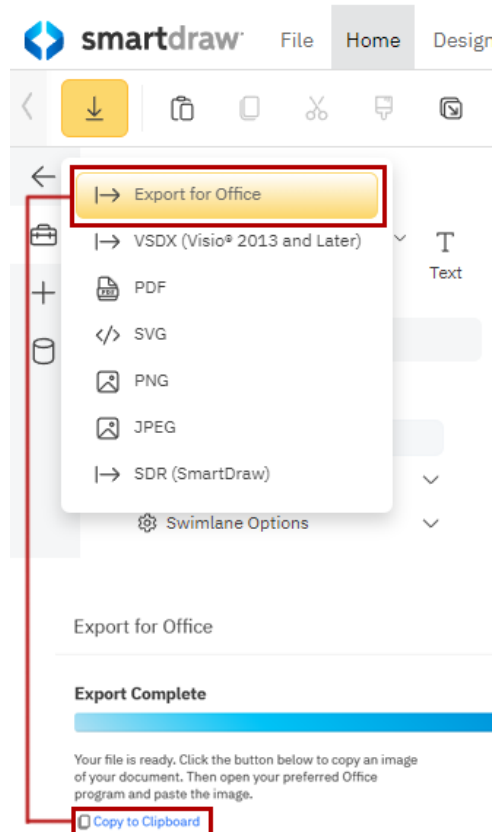 smartdraw File Home Design
Export for Office
VSDX (Visio® 2013 and Later)
T
Text
PDF
SVG
PNG
JPEG
SDR (SmartDraw)
Swimlane Options
Export for Office
Export Complete
Your file is ready. Click the button below to copy an image
of your document. Then open your preferred Office
program and paste the image.
Copy to Clipboard